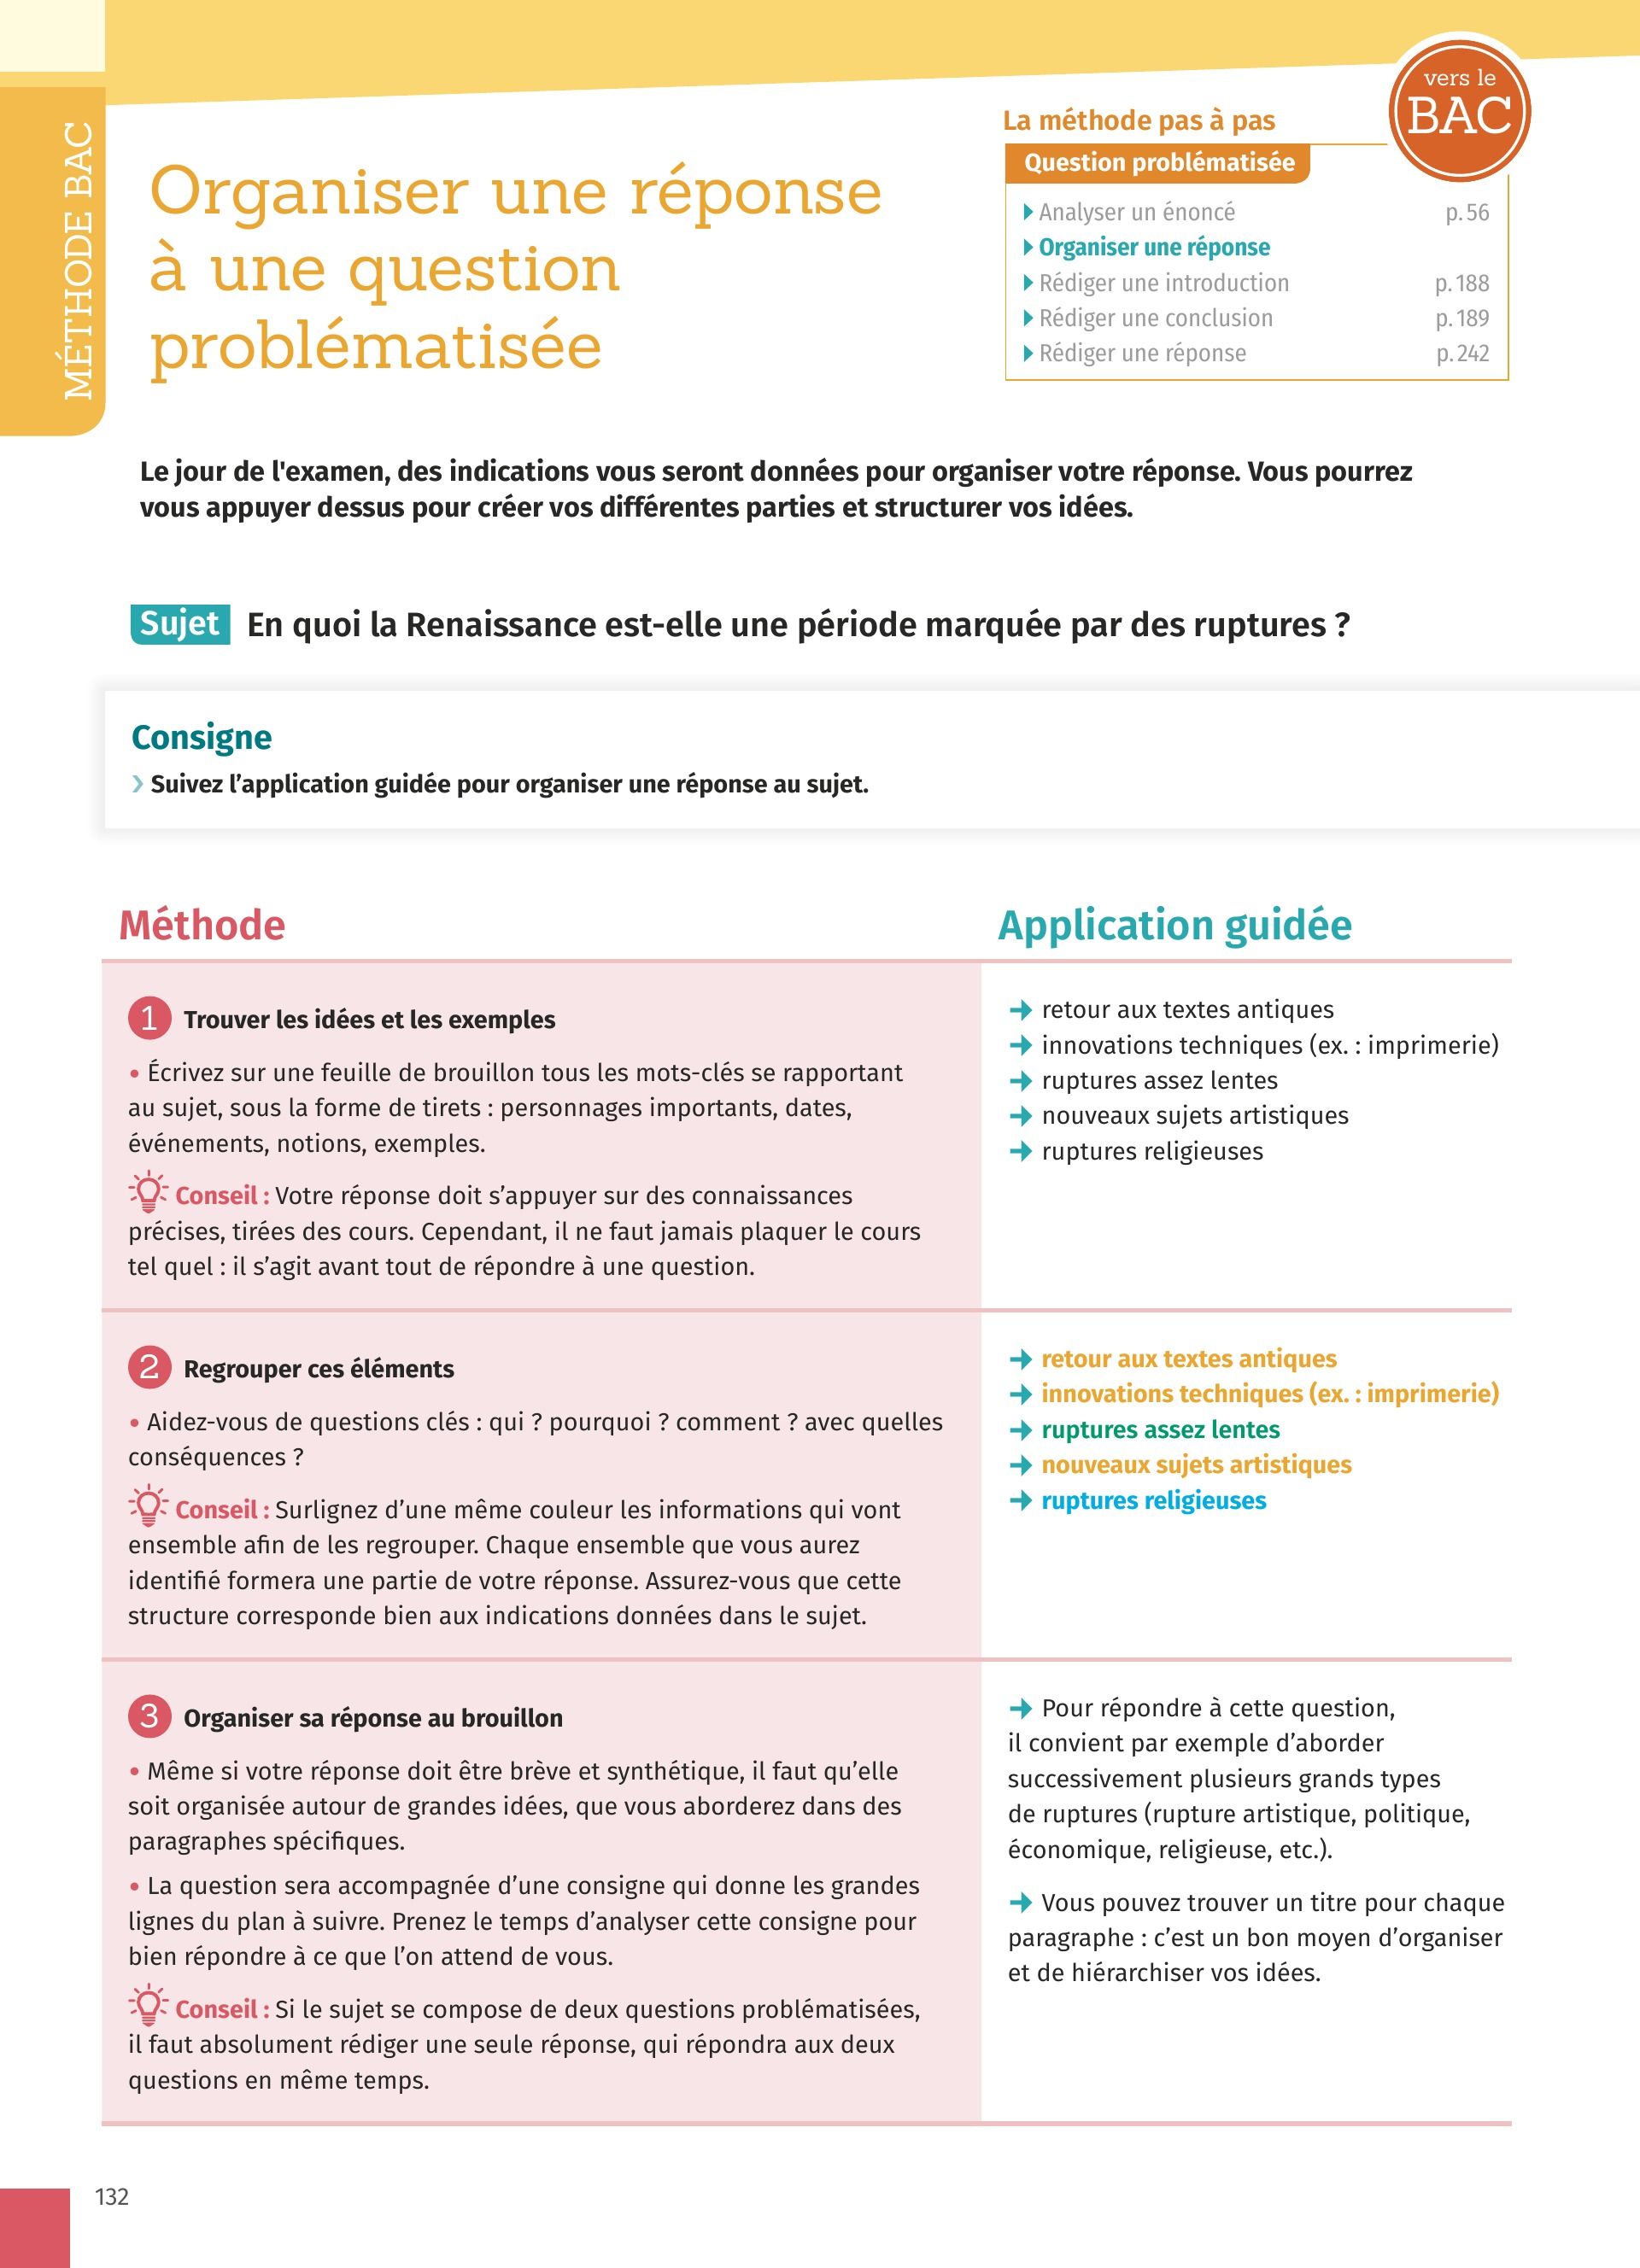 MÉTHODE BAC
Organiser une réponse
à une question
problématisée
vers le
BAC
La méthode pas à pas
Question problématisée
Analyser un énoncé p. 56
Organiser une réponse
Rédiger une introduction p. 188
Rédiger une conclusion p. 189
Rédiger une réponse p. 242
Le jour de l'examen, des indications vous seront données pour organiser votre réponse. Vous pourrez
vous appuyer dessus pour créer vos différentes parties et structurer vos idées.
Sujet En quoi la Renaissance est-elle une période marquée par des ruptures ?
Consigne
› Suivez l’application guidée pour organiser une réponse au sujet.
Méthode
1 Trouver les idées et les exemples
• Écrivez sur une feuille de brouillon tous les mots-clés se rapportant
au sujet, sous la forme de tirets : personnages importants, dates,
événements, notions, exemples.
Conseil : Votre réponse doit s’appuyer sur des connaissances
précises, tirées des cours. Cependant, il ne faut jamais plaquer le cours
tel quel : il s’agit avant tout de répondre à une question.
Application guidée
➔ retour aux textes antiques
➔ innovations techniques (ex. : imprimerie)
➔ ruptures assez lentes
➔ nouveaux sujets artistiques
➔ ruptures religieuses
2 Regrouper ces éléments
• Aidez-vous de questions clés : qui ? pourquoi ? comment ? avec quelles
conséquences ?
Conseil : Surlignez d’une même couleur les informations qui vont
ensemble afin de les regrouper. Chaque ensemble que vous aurez
identifié formera une partie de votre réponse. Assurez-vous que cette
structure corresponde bien aux indications données dans le sujet.
➔ retour aux textes antiques
➔ innovations techniques (ex. : imprimerie)
➔ ruptures assez lentes
➔ nouveaux sujets artistiques
➔ ruptures religieuses
3 Organiser sa réponse au brouillon
• Même si votre réponse doit être brève et synthétique, il faut qu’elle
soit organisée autour de grandes idées, que vous aborderez dans des
paragraphes spécifiques.
• La question sera accompagnée d’une consigne qui donne les grandes
lignes du plan à suivre. Prenez le temps d’analyser cette consigne pour
bien répondre à ce que l’on attend de vous.
Conseil : Si le sujet se compose de deux questions problématisées,
il faut absolument rédiger une seule réponse, qui répondra aux deux
questions en même temps.
➔ Pour répondre à cette question,
il convient par exemple d’aborder
successivement plusieurs grands types
de ruptures (rupture artistique, politique,
économique, religieuse, etc.).
➔ Vous pouvez trouver un titre pour chaque
paragraphe : c’est un bon moyen d’organiser
et de hiérarchiser vos idées.
132